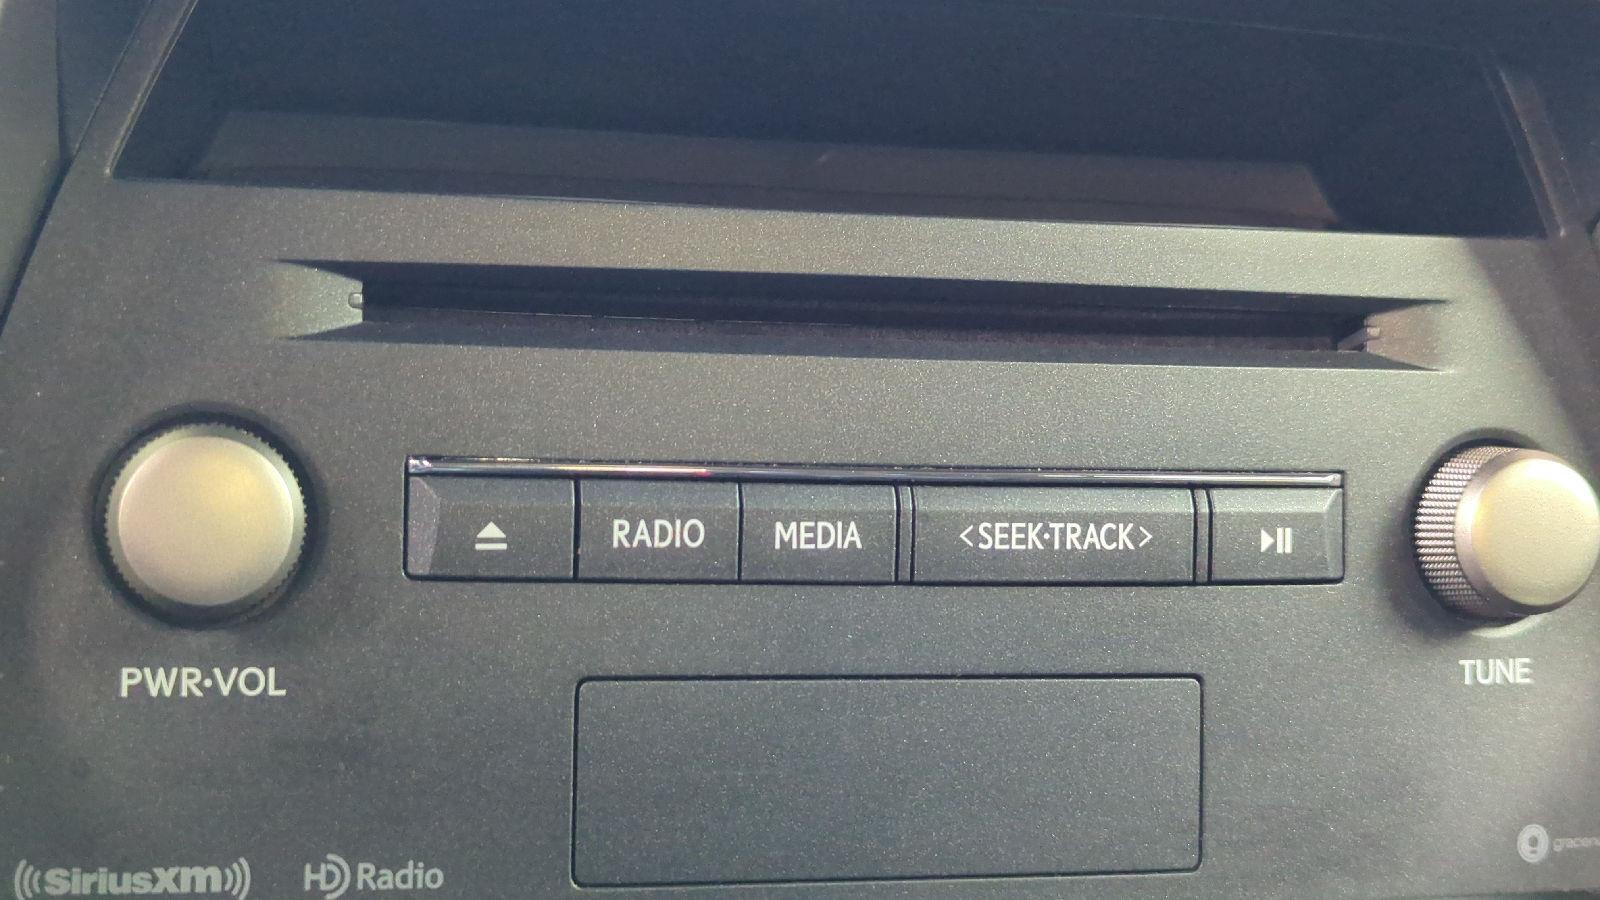 RADIO
MEDIA
<SEEK·TRACK>
PWR·VOL
TUNE
SiriusXM
HD Radio